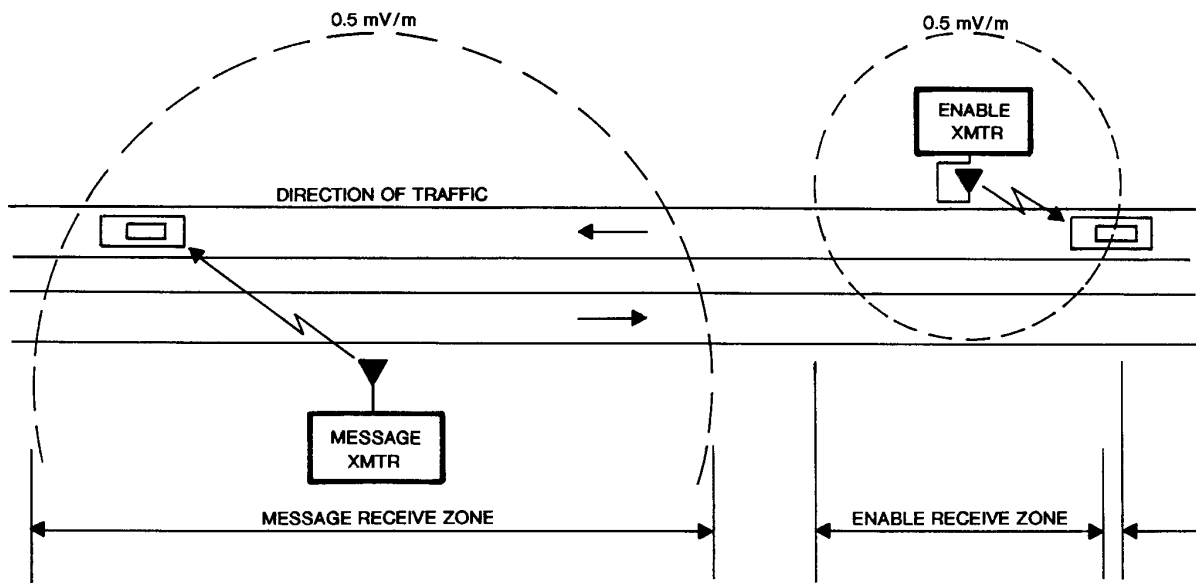 0.5 mV/m
0.5 mV/m
ENABLE
XMTR
DIRECTION OF TRAFFIC
MESSAGE
XMTR
MESSAGE RECEIVE ZONE
ENABLE RECEIVE ZONE